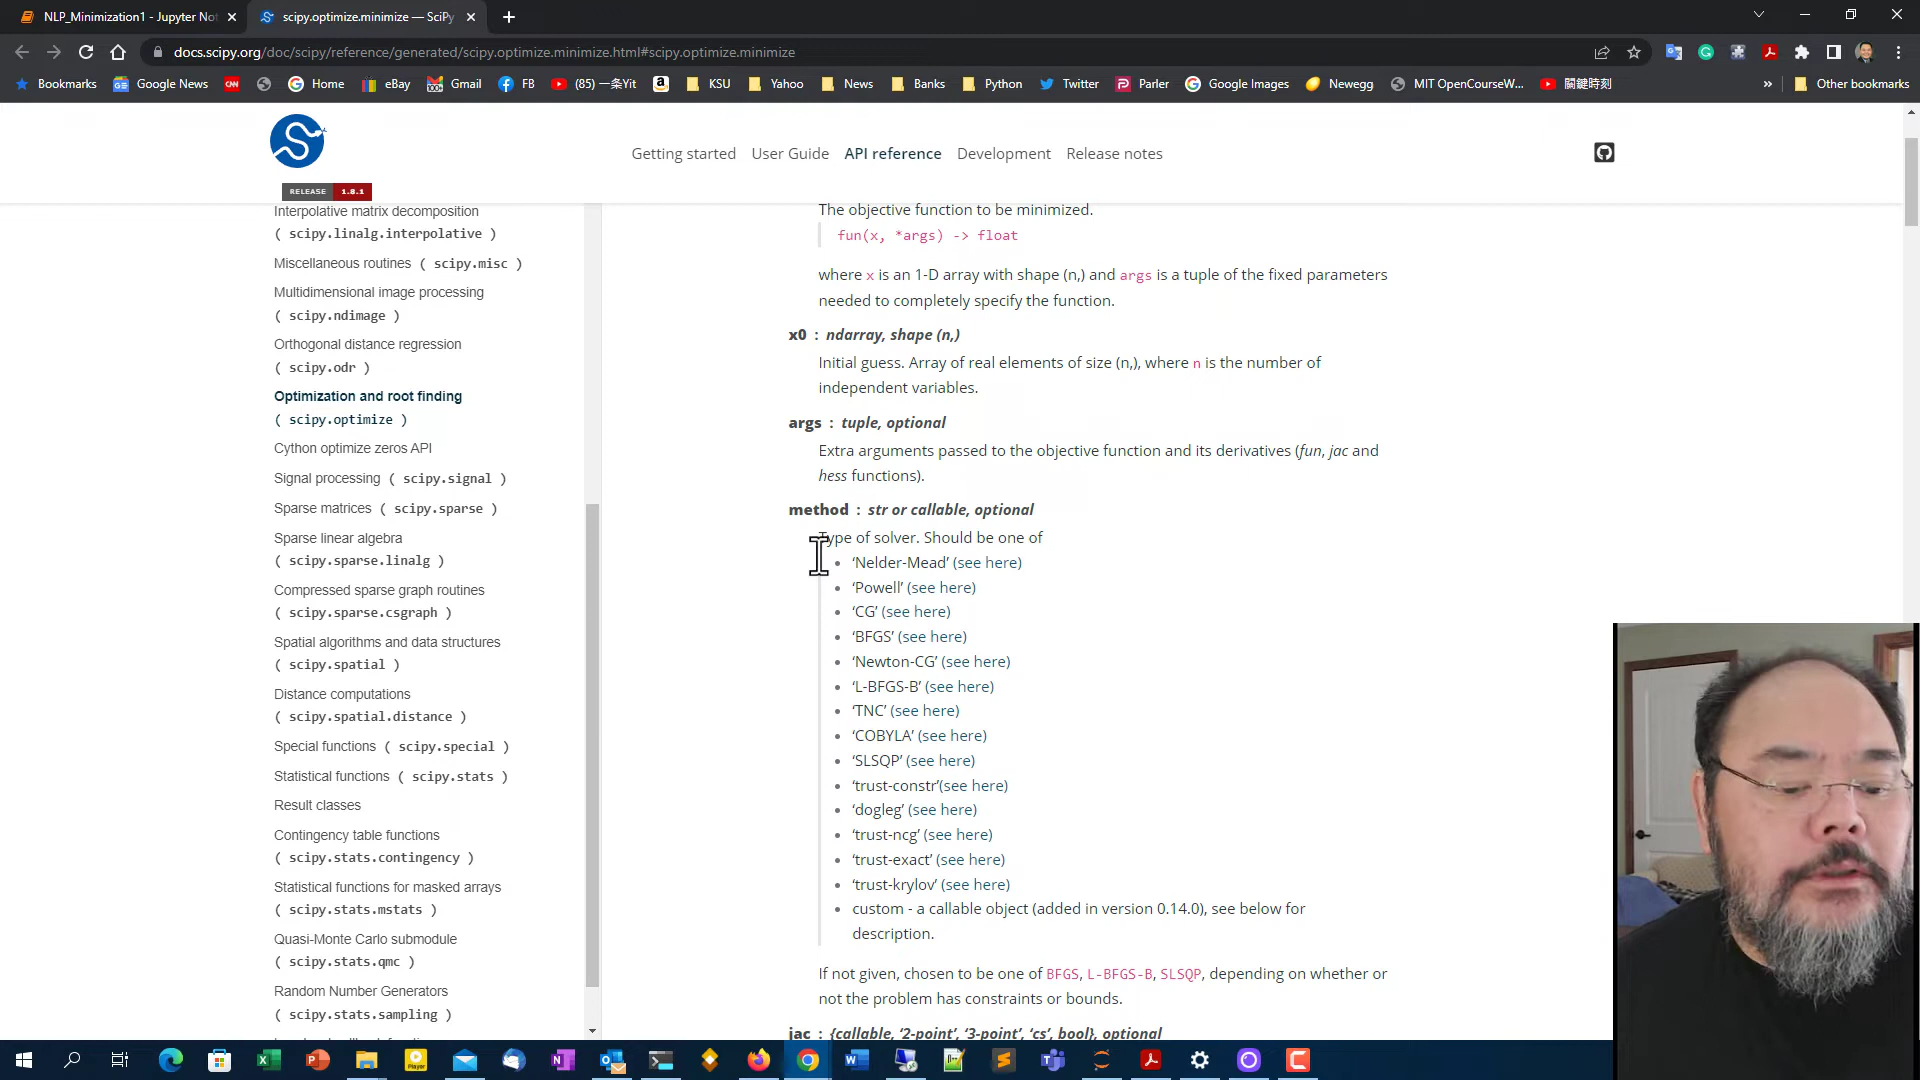 NLP_Minimization1 - Jupyter Not
scipy.optimize.minimize — SciPy
docs.scipy.org/doc/scipy/reference/generated/scipy.optimize.minimize.html#scipy.optimize.minimize
Bookmarks Google News CNN Home eBay Gmail FB (85) 一条Yit KSU Yahoo News Banks Python Twitter Parler Google Images Newegg MIT OpenCourseW... 關鍵時刻 » Other bookmarks
Getting started User Guide API reference Development Release notes
RELEASE 1.8.1
Interpolative matrix decomposition
( scipy.linalg.interpolative )
Miscellaneous routines ( scipy.misc )
Multidimensional image processing
( scipy.ndimage )
Orthogonal distance regression
( scipy.odr )
Optimization and root finding
( scipy.optimize )
Cython optimize zeros API
Signal processing ( scipy.signal )
Sparse matrices ( scipy.sparse )
Sparse linear algebra
( scipy.sparse.linalg )
Compressed sparse graph routines
( scipy.sparse.csgraph )
Spatial algorithms and data structures
( scipy.spatial )
Distance computations
( scipy.spatial.distance )
Special functions ( scipy.special )
Statistical functions ( scipy.stats )
Result classes
Contingency table functions
( scipy.stats.contingency )
Statistical functions for masked arrays
( scipy.stats.mstats )
Quasi-Monte Carlo submodule
( scipy.stats.qmc )
Random Number Generators
( scipy.stats.sampling )
The objective function to be minimized.
fun(x, *args) -> float
where x is an 1-D array with shape (n,) and args is a tuple of the fixed parameters
needed to completely specify the function.
x0 : ndarray, shape (n,)
Initial guess. Array of real elements of size (n,), where n is the number of
independent variables.
args : tuple, optional
Extra arguments passed to the objective function and its derivatives (fun, jac and
hess functions).
method : str or callable, optional
Type of solver. Should be one of
• ‘Nelder-Mead’ (see here)
• ‘Powell’ (see here)
• ‘CG’ (see here)
• ‘BFGS’ (see here)
• ‘Newton-CG’ (see here)
• ‘L-BFGS-B’ (see here)
• ‘TNC’ (see here)
• ‘COBYLA’ (see here)
• ‘SLSQP’ (see here)
• ‘trust-constr’(see here)
• ‘dogleg’ (see here)
• ‘trust-ncg’ (see here)
• ‘trust-exact’ (see here)
• ‘trust-krylov’ (see here)
• custom - a callable object (added in version 0.14.0), see below for
description.
If not given, chosen to be one of BFGS, L-BFGS-B, SLSQP, depending on whether or
not the problem has constraints or bounds.
jac : {callable, ‘2-point’, ‘3-point’, ‘cs’, bool}, optional
Player